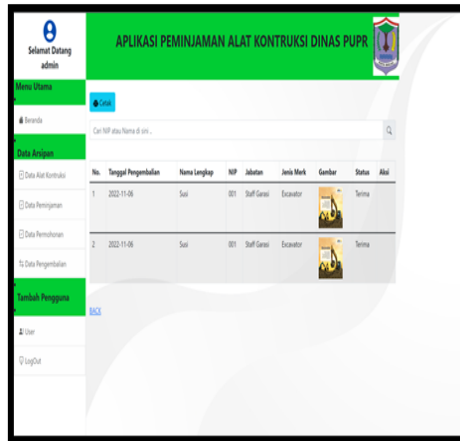 Selamat Datang
admin
APLIKASI PEMINJAMAN ALAT KONTRUKSI DINAS PUPR
Menu Utama
Beranda
Data Arsipan
Data Alat Kontruksi
Data Peminjaman
Data Permohonan
Data Pengembalian
Tambah Pengguna
User
LogOut
Cetak
Cari NIP atau Nama di sini ..
No. Tanggal Pengembalian Nama Lengkap NIP Jabatan Jenis Merk Gambar Status Aksi
1 2022-11-06 Susi 001 Staff Garasi Excavator Terima
2 2022-11-06 Susi 001 Staff Garasi Excavator Terima
BACK